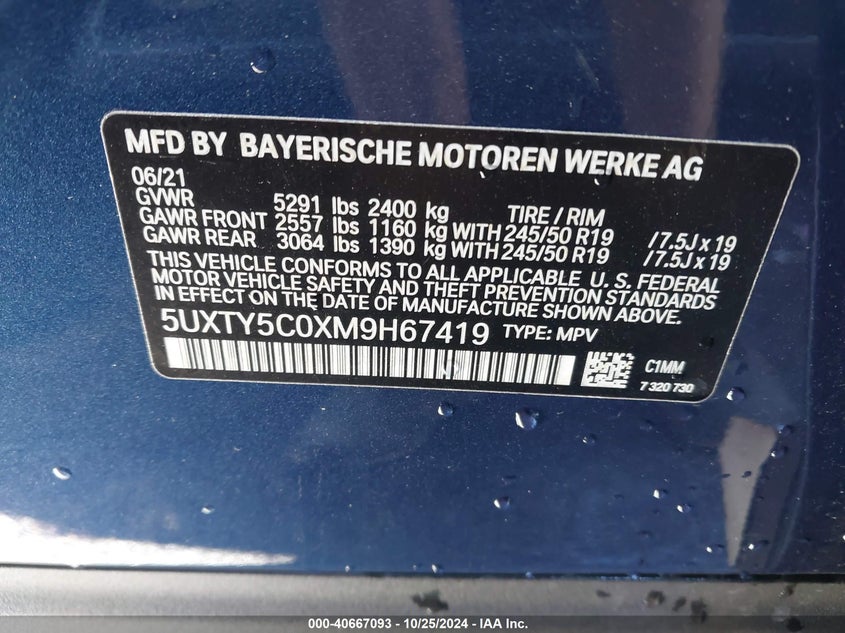 MFD BY BAYERISCHE MOTOREN WERKE AG
06/21
GVWR 5291 lbs 2400 kg TIRE / RIM
GAWR FRONT 2557 lbs 1160 kg WITH 245/50 R19 /7.5J x 19
GAWR REAR 3064 lbs 1390 kg WITH 245/50 R19 /7.5J x 19
THIS VEHICLE CONFORMS TO ALL APPLICABLE U. S. FEDERAL
MOTOR VEHICLE SAFETY AND THEFT PREVENTION STANDARDS
IN EFFECT ON THE DATE OF MANUFACTURE SHOWN ABOVE.
5UXTY5C0XM9H67419 TYPE: MPV
C1MM
7 320 730
000-40667093 - 10/25/2024 - IAA Inc.